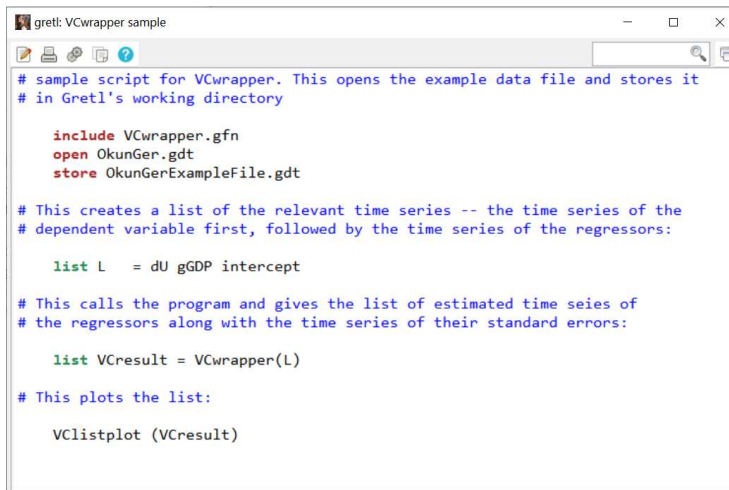 gretl: VCwrapper sample
# sample script for VCwrapper. This opens the example data file and stores it
# in Gretl's working directory
include VCwrapper.gfn
open OkunGer.gdt
store OkunGerExampleFile.gdt
# This creates a list of the relevant time series -- the time series of the
# dependent variable first, followed by the time series of the regressors:
list L   = dU gGDP intercept
# This calls the program and gives the list of estimated time seies of
# the regressors along with the time series of their standard errors:
list VCresult = VCwrapper(L)
# This plots the list:
VClistplot (VCresult)